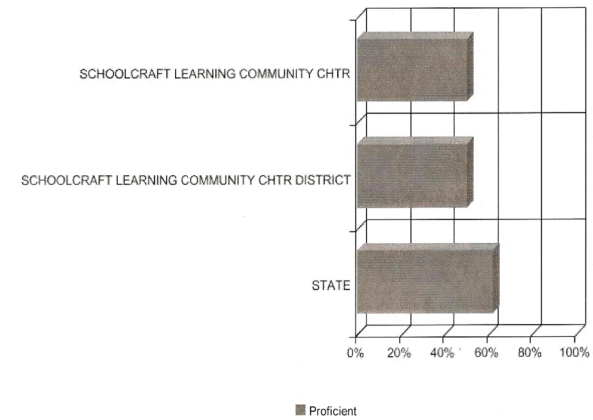 SCHOOLCRAFT LEARNING COMMUNITY CHTR
SCHOOLCRAFT LEARNING COMMUNITY CHTR DISTRICT
STATE
0% 20% 40% 60% 80% 100%
Proficient